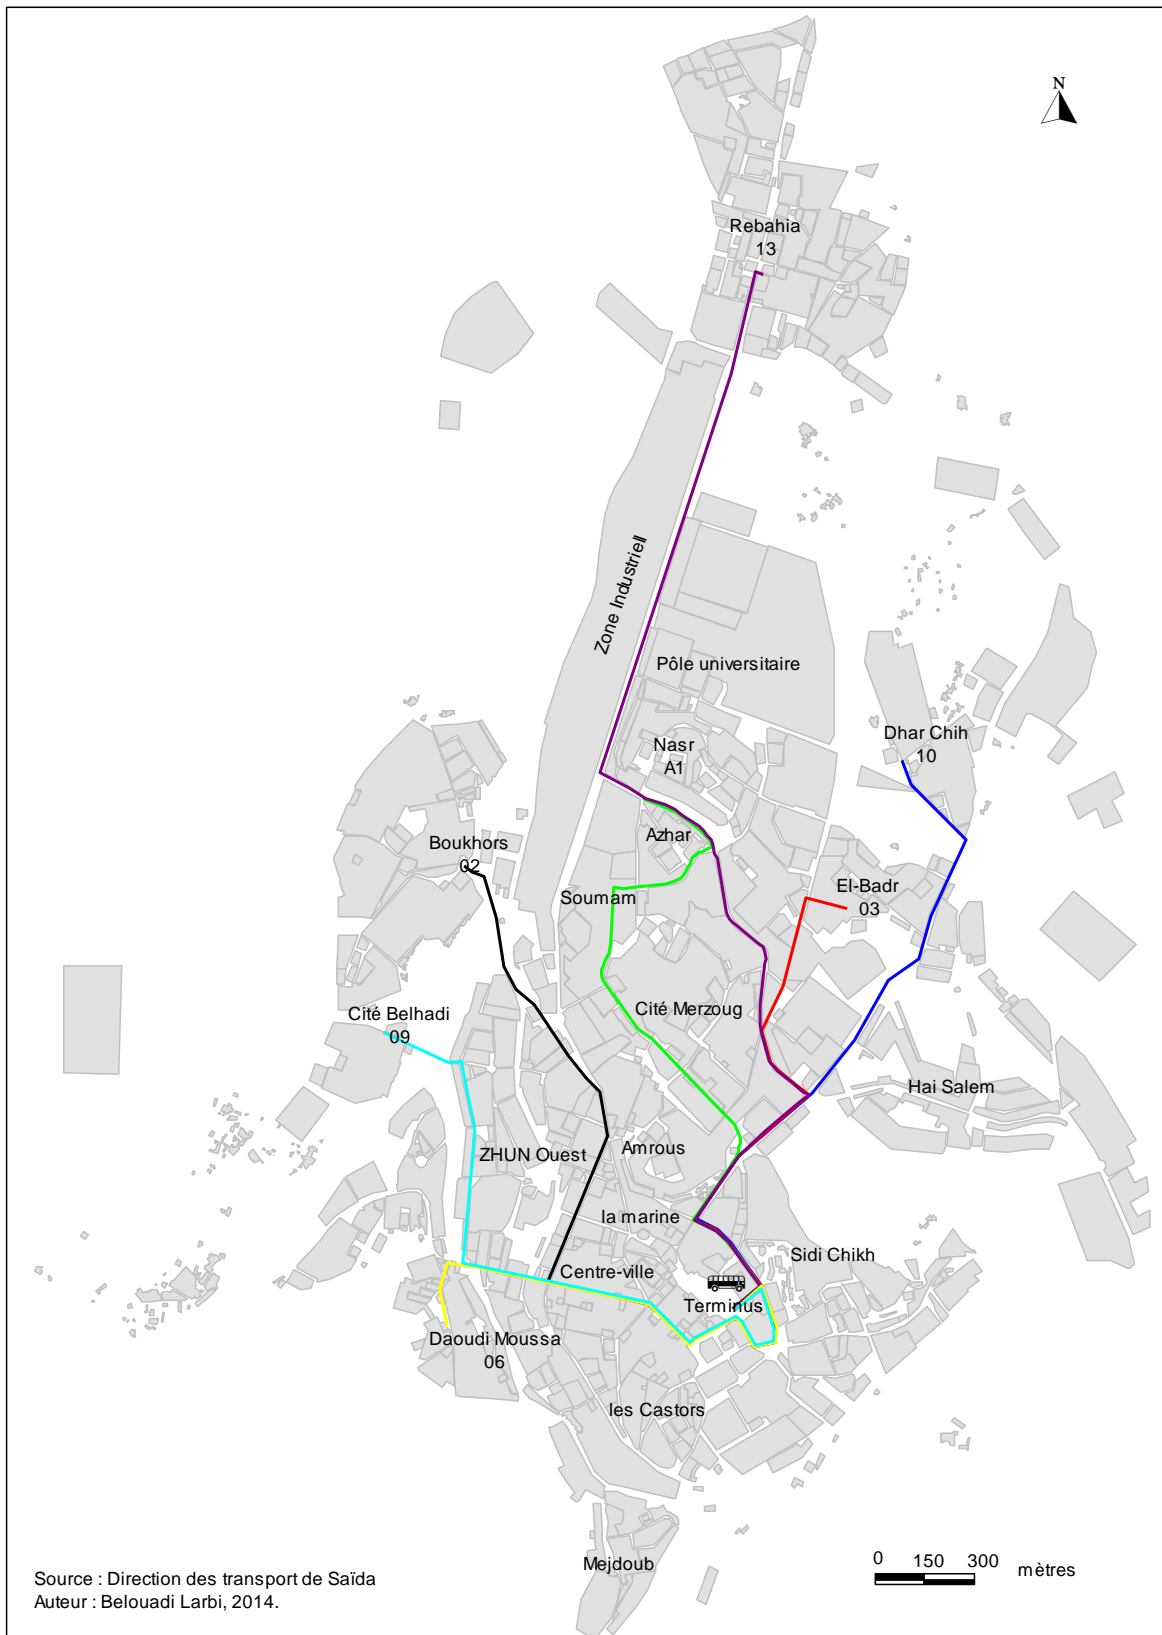 N
Rebahia
13
Zone Industriell
Pôle universitaire
Nasr
A1
Dhar Chih
10
Azhar
Boukhors
02
El-Badr
03
Soumam
Cité Merzoug
Cité Belhadi
09
Hai Salem
ZHUN Ouest
Amrous
la marine
Sidi Chikh
Centre-ville
Terminus
Daoudi Moussa
06
les Castors
Mejdoub
0 150 300 mètres
Source : Direction des transport de Saïda
Auteur : Belouadi Larbi, 2014.